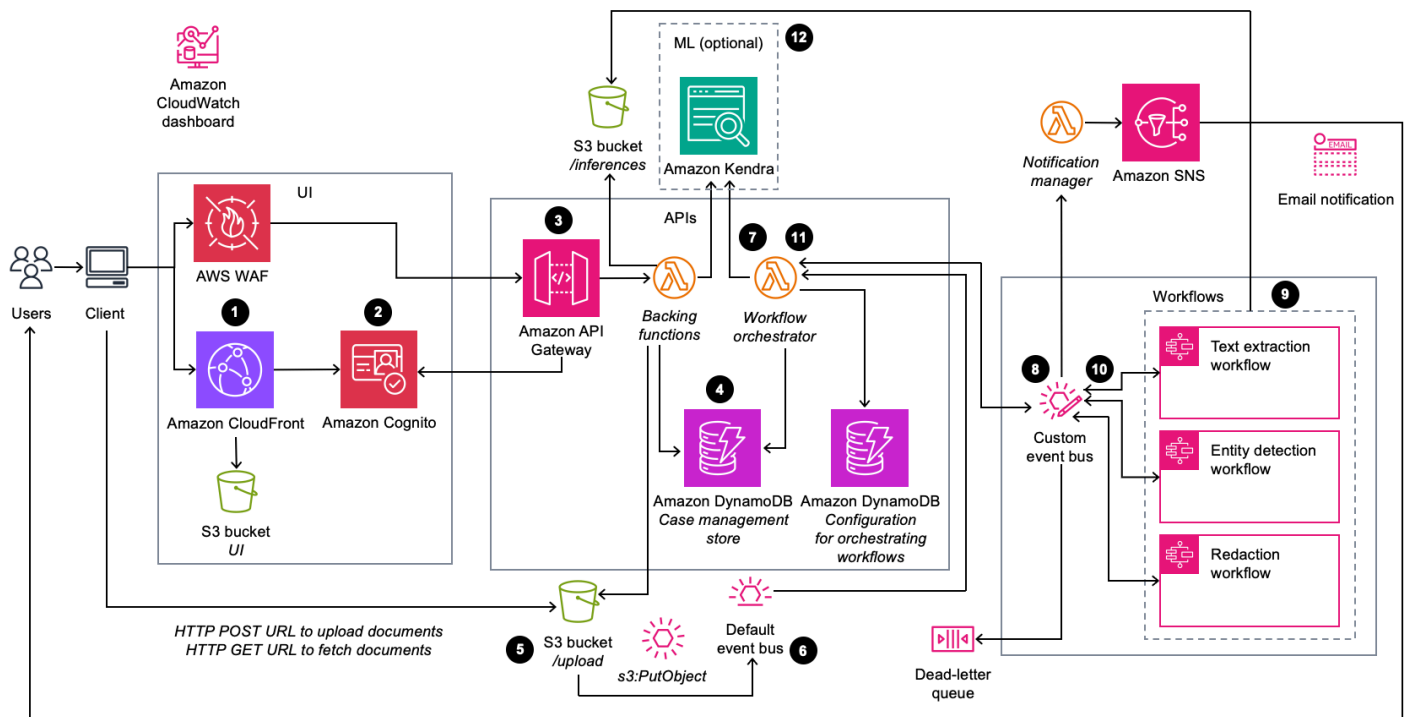 12
ML (optional)
Amazon
CloudWatch
dashboard
S3 bucket
/inferences
Amazon Kendra
Notification
manager
Amazon SNS
EMAIL
Email notification
UI
AWS WAF
APIs
3
7
11
Users
Client
1
2
Amazon API
Gateway
Backing
functions
Workflow
orchestrator
Workflows
9
Text extraction
workflow
8
10
Custom
event bus
Entity detection
workflow
Redaction
workflow
Amazon CloudFront
Amazon Cognito
4
S3 bucket
UI
Amazon DynamoDB
Case management
store
Amazon DynamoDB
Configuration
for orchestrating
workflows
HTTP POST URL to upload documents
HTTP GET URL to fetch documents
5
S3 bucket
/upload
s3:PutObject
Default
event bus
6
Dead-letter
queue